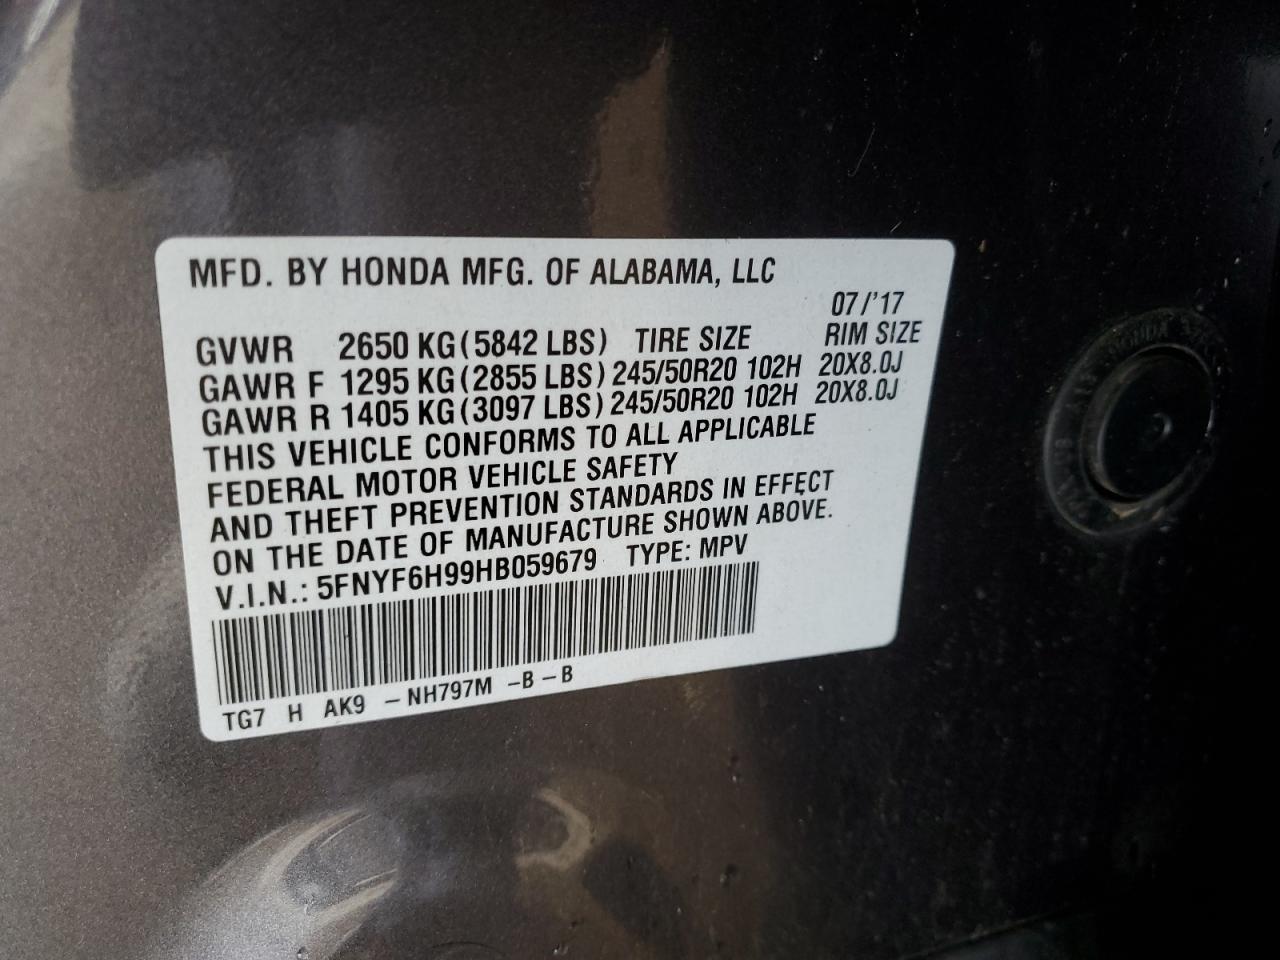 MFD. BY HONDA MFG. OF ALABAMA, LLC
07/'17
GVWR 2650 KG (5842 LBS) TIRE SIZE RIM SIZE
GAWR F 1295 KG (2855 LBS) 245/50R20 102H 20X8.0J
GAWR R 1405 KG (3097 LBS) 245/50R20 102H 20X8.0J
THIS VEHICLE CONFORMS TO ALL APPLICABLE
FEDERAL MOTOR VEHICLE SAFETY
AND THEFT PREVENTION STANDARDS IN EFFECT
ON THE DATE OF MANUFACTURE SHOWN ABOVE.
V.I.N.: 5FNYF6H99HB059679 TYPE: MPV
TG7 H AK9 -NH797M -B-B